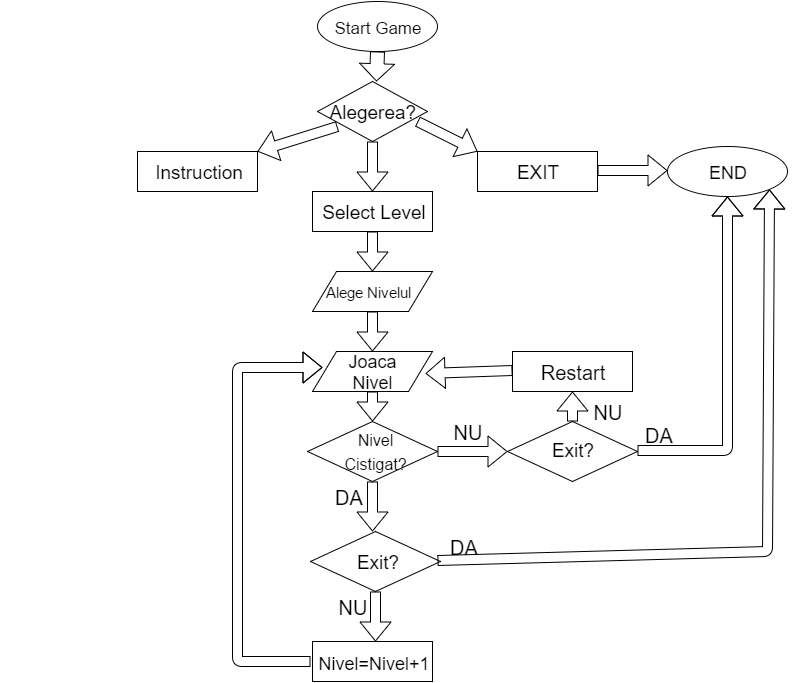 Start Game
Alegerea?
Instruction
EXIT
END
Select Level
Alege Nivelul
Joaca
Nivel
Restart
NU
Nivel
Cistigat?
NU
Exit?
DA
DA
Exit?
DA
NU
Nivel=Nivel+1